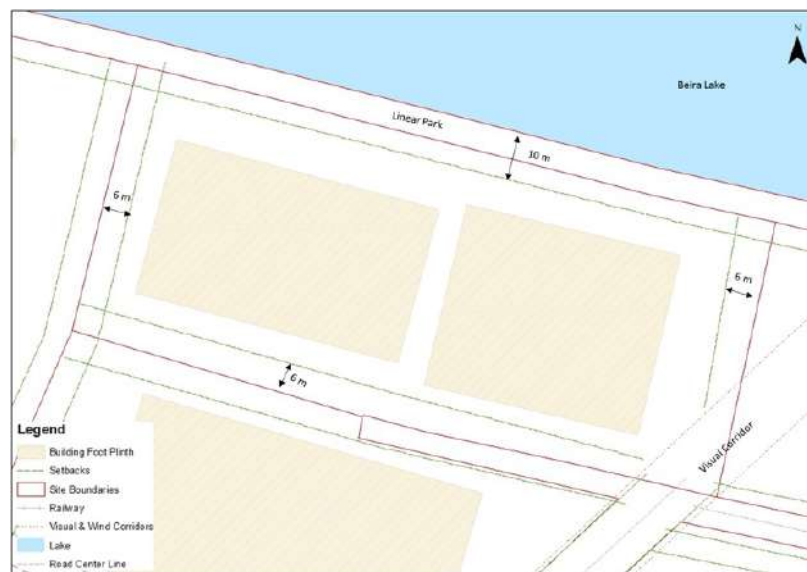 N
Beira Lake
Linear Park
10 m
6 m
6 m
6 m
Visual Corridor
Legend
Building Foot Plinth
Setbacks
Site Boundaries
Railway
Visual & Wind Corridors
Lake
Road Center Line